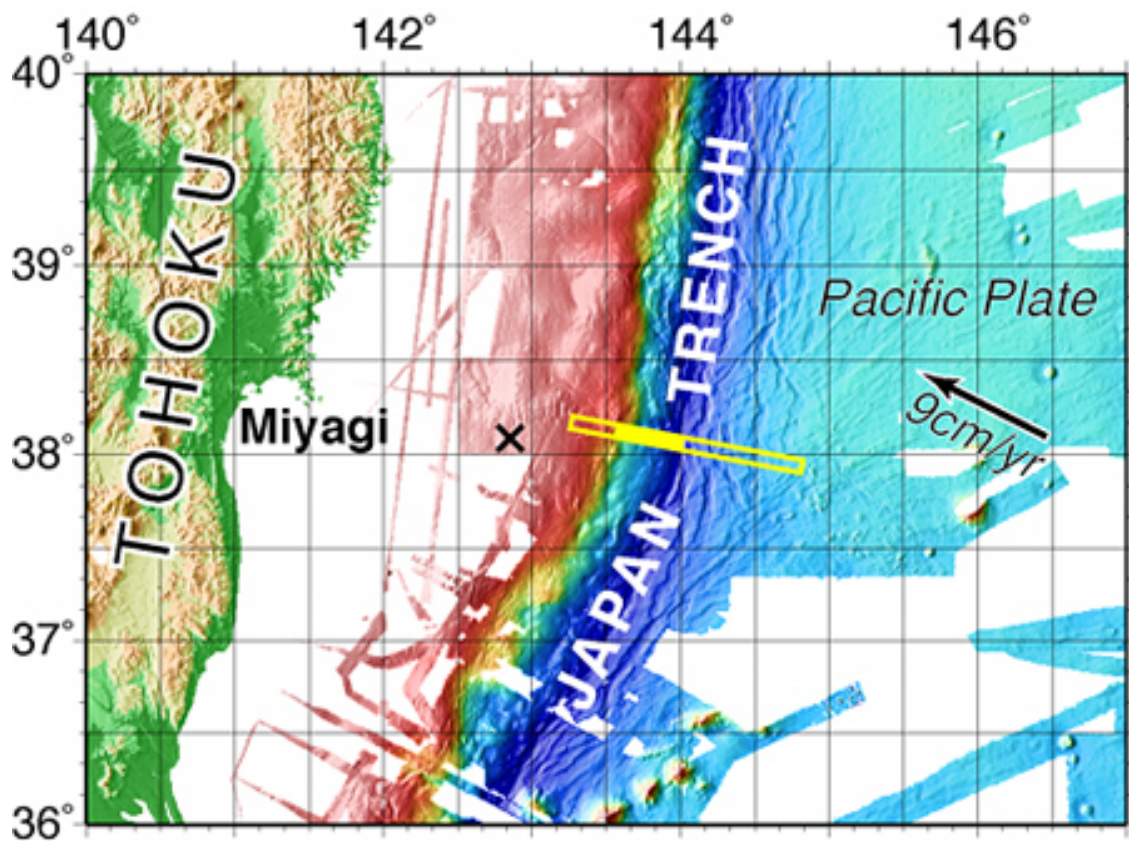 140° 142° 144° 146°
40°
39°
38°
37°
36°
TOHOKU
Miyagi
×
JAPAN TRENCH
Pacific Plate
9cm/yr